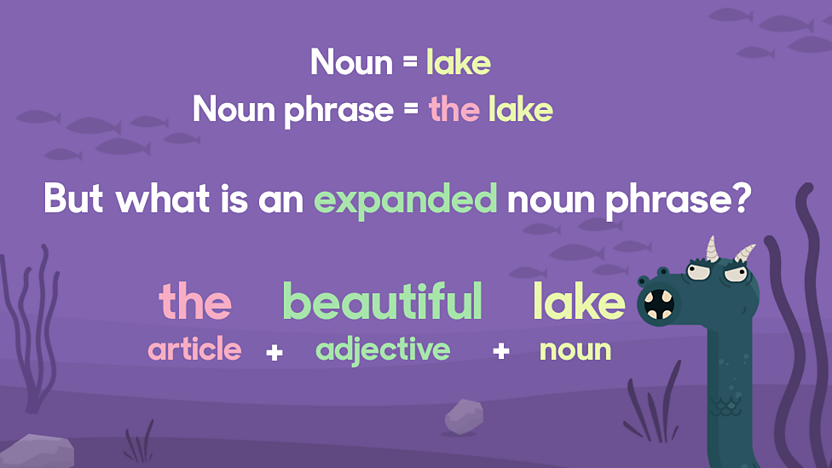 Noun = lake
Noun phrase = the lake
But what is an expanded noun phrase?
the beautiful lake
article + adjective + noun